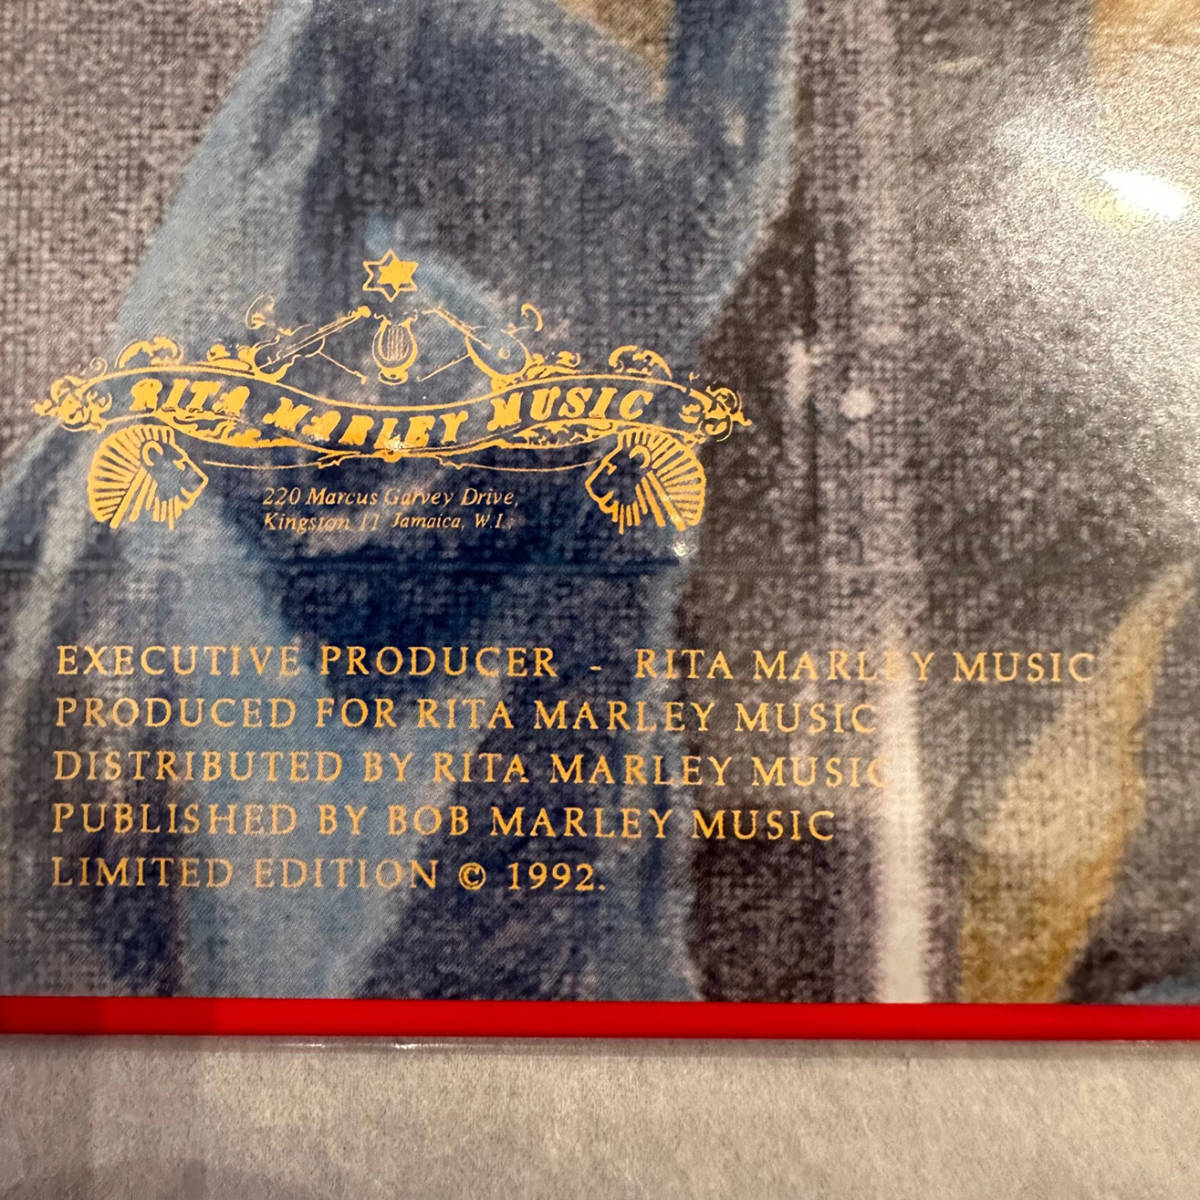 RITA MARLEY MUSIC
220 Marcus Garvey Drive,
Kingston 11 Jamaica, W.I.
EXECUTIVE PRODUCER - RITA MARLEY MUSIC
PRODUCED FOR RITA MARLEY MUSIC
DISTRIBUTED BY RITA MARLEY MUSIC
PUBLISHED BY BOB MARLEY MUSIC
LIMITED EDITION © 1992.